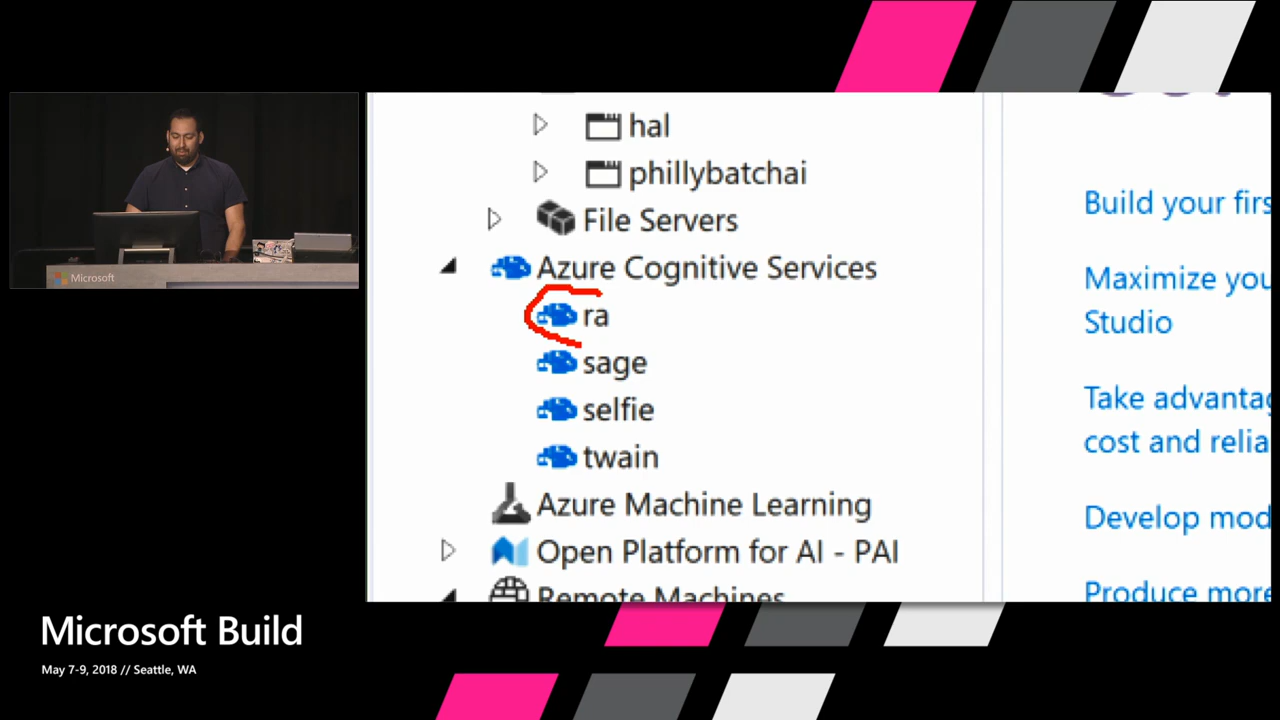 Microsoft
hal
phillybatchai
File Servers
Azure Cognitive Services
ra
sage
selfie
twain
Azure Machine Learning
Open Platform for AI - PAI
Remote Machines
Build your firs
Maximize you
Studio
Take advantag
cost and relia
Develop mod
Produce more
Microsoft Build
May 7-9, 2018 // Seattle, WA